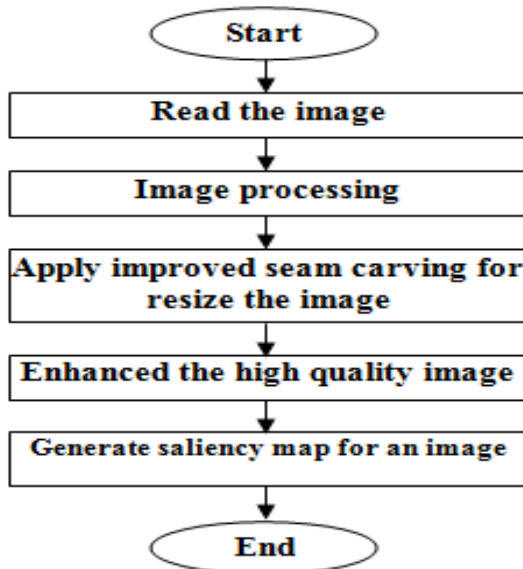 Start
Read the image
Image processing
Apply improved seam carving for
resize the image
Enhanced the high quality image
Generate saliency map for an image
End